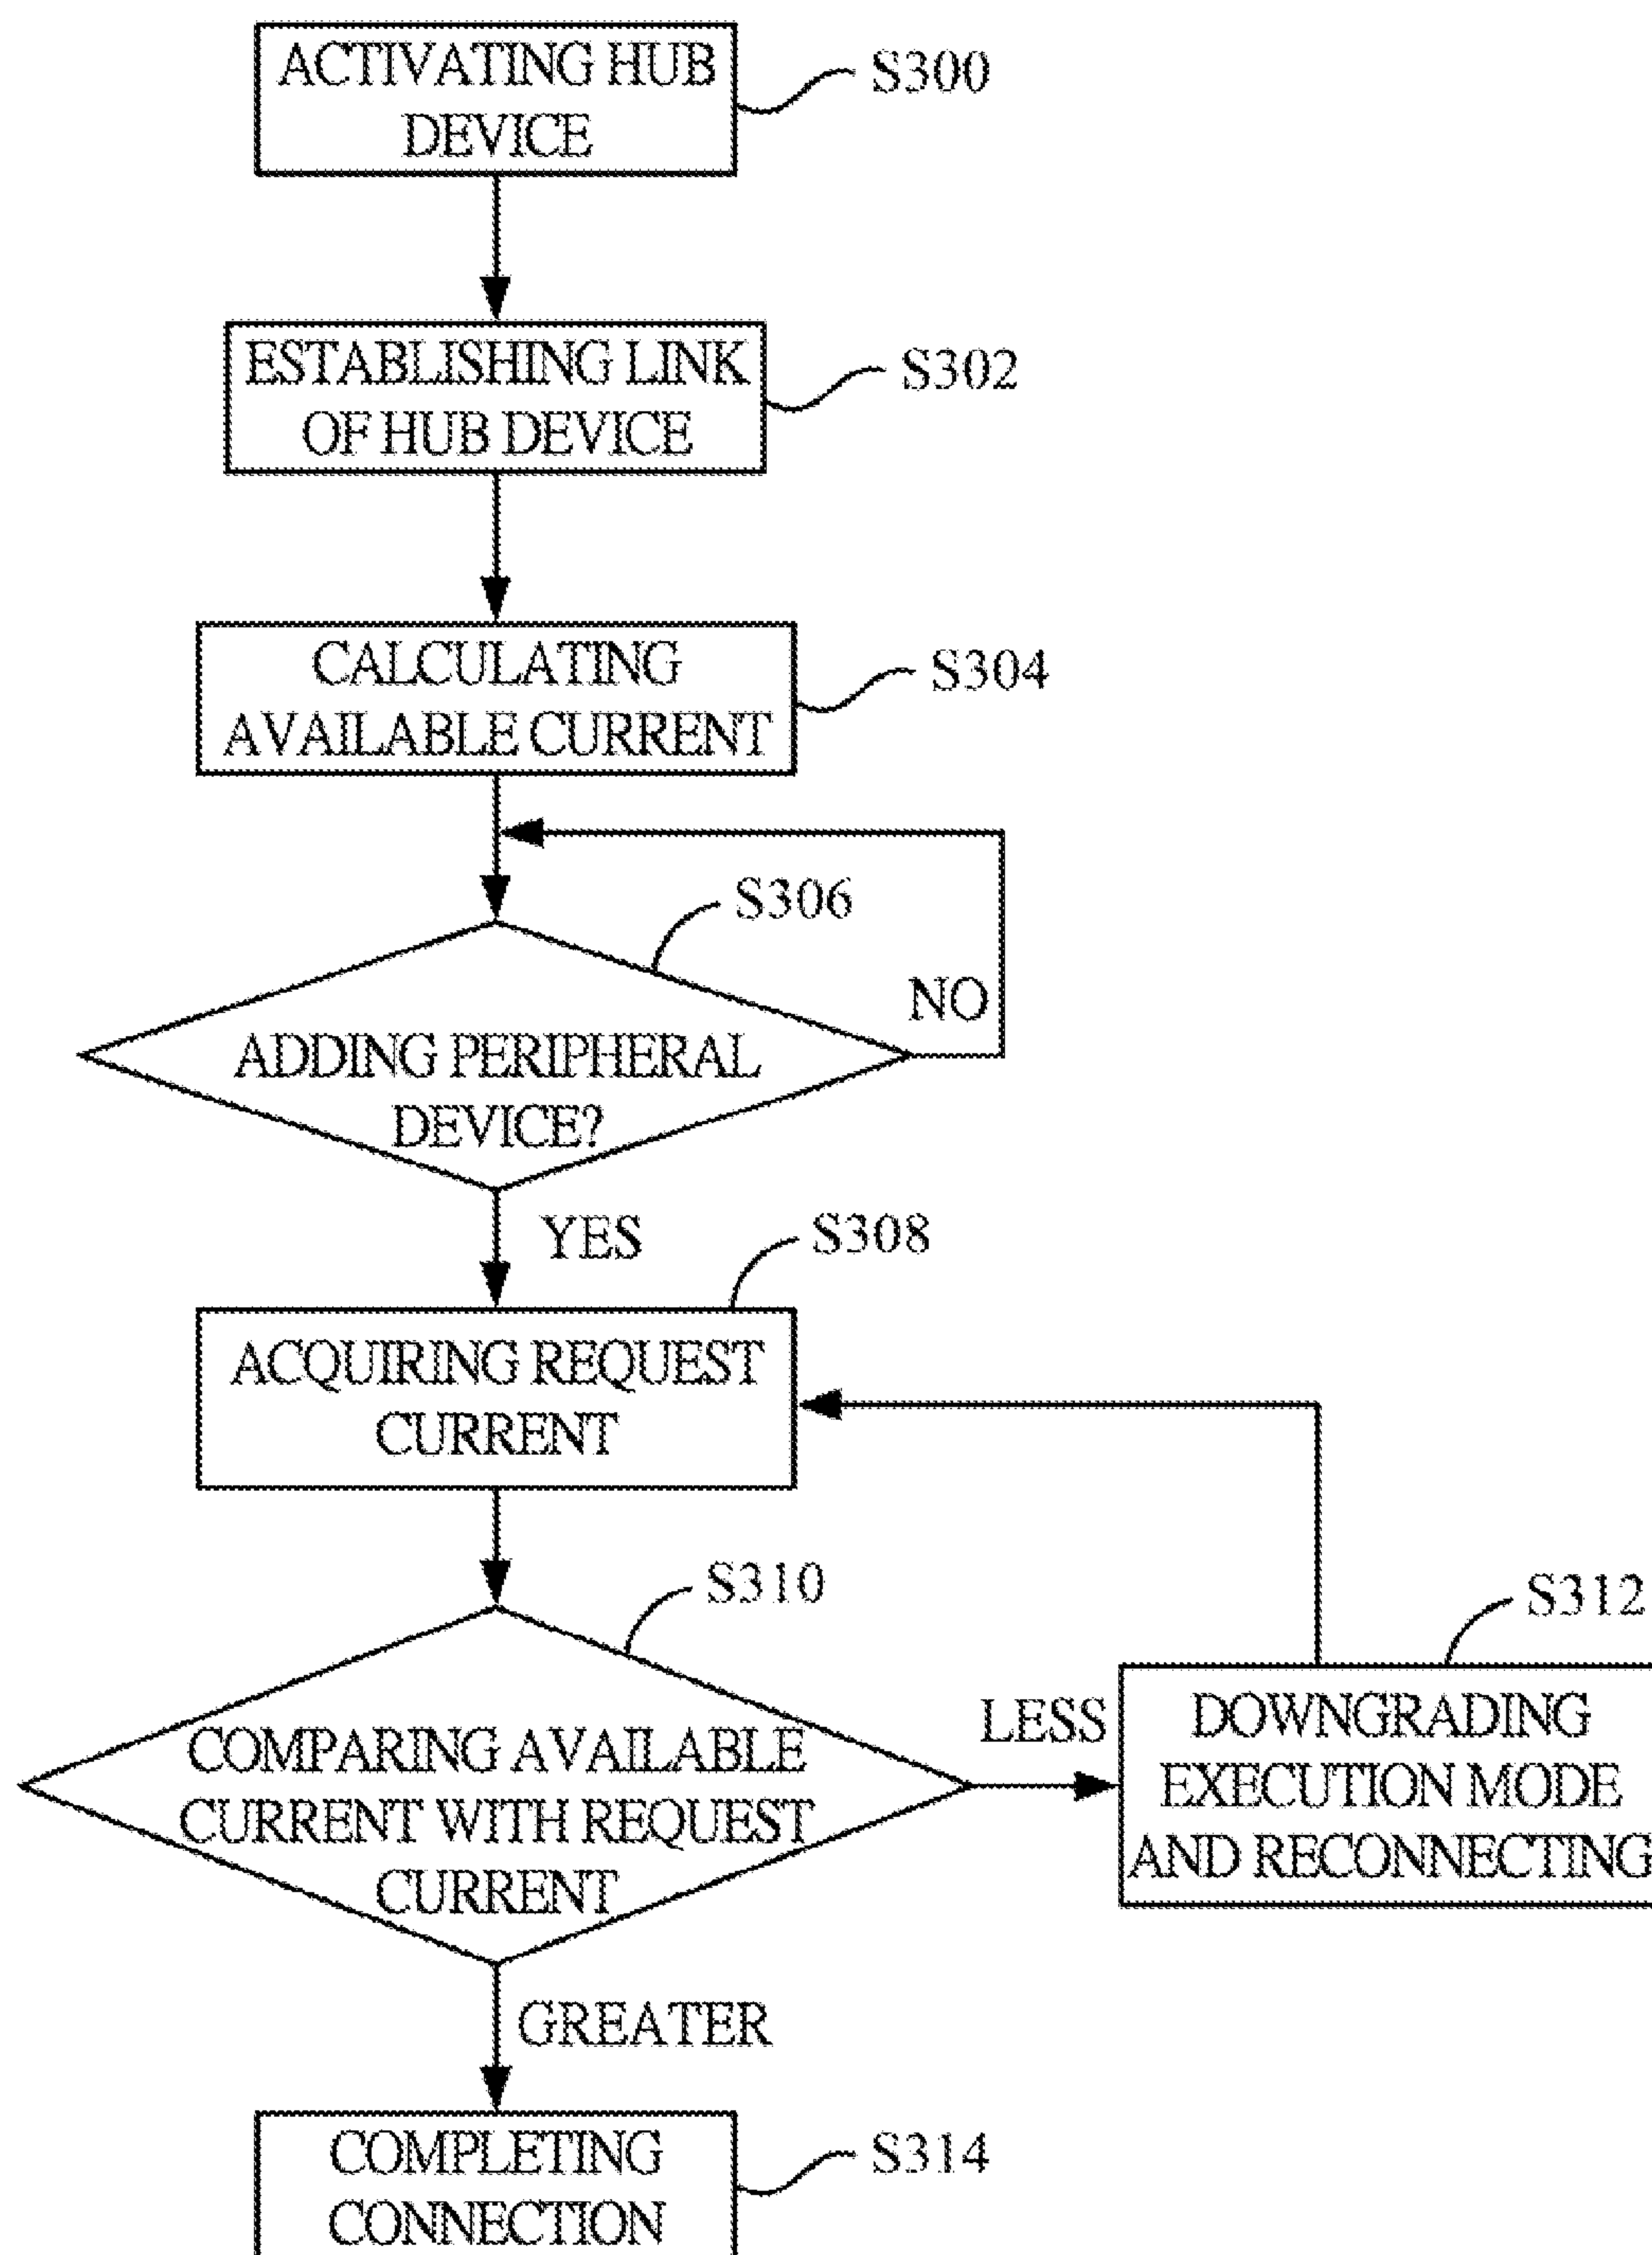 ACTIVATING HUB
DEVICE
S300
ESTABLISHING LINK
OF HUB DEVICE
S302
CALCULATING
AVAILABLE CURRENT
S304
S306
NO
ADDING PERIPHERAL
DEVICE?
YES
S308
ACQUIRING REQUEST
CURRENT
S310
S312
LESS
COMPARING AVAILABLE
CURRENT WITH REQUEST
CURRENT
DOWNGRADING
EXECUTION MODE
AND RECONNECTING
GREATER
COMPLETING
CONNECTION
S314